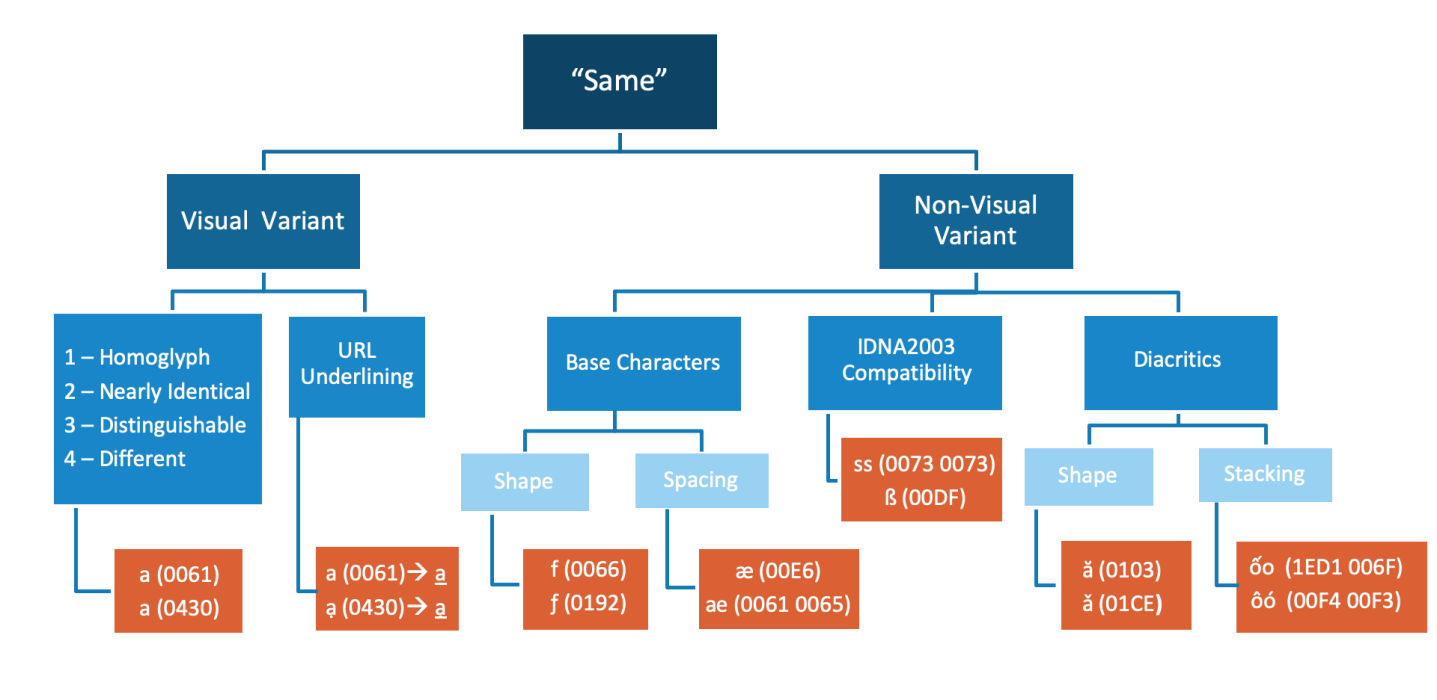 “Same”
Visual Variant
Non-Visual
Variant
1 – Homoglyph
2 – Nearly Identical
3 – Distinguishable
4 – Different
URL
Underlining
Base Characters
IDNA2003
Compatibility
Diacritics
Shape
Spacing
ss (0073 0073)
ß (00DF)
Shape
Stacking
a (0061)
а (0430)
a (0061)→ a
ạ (0430)→ a
f (0066)
ƒ (0192)
æ (00E6)
ae (0061 0065)
ă (0103)
ǎ (01CE)
ốo (1ED1 006F)
ôó (00F4 00F3)